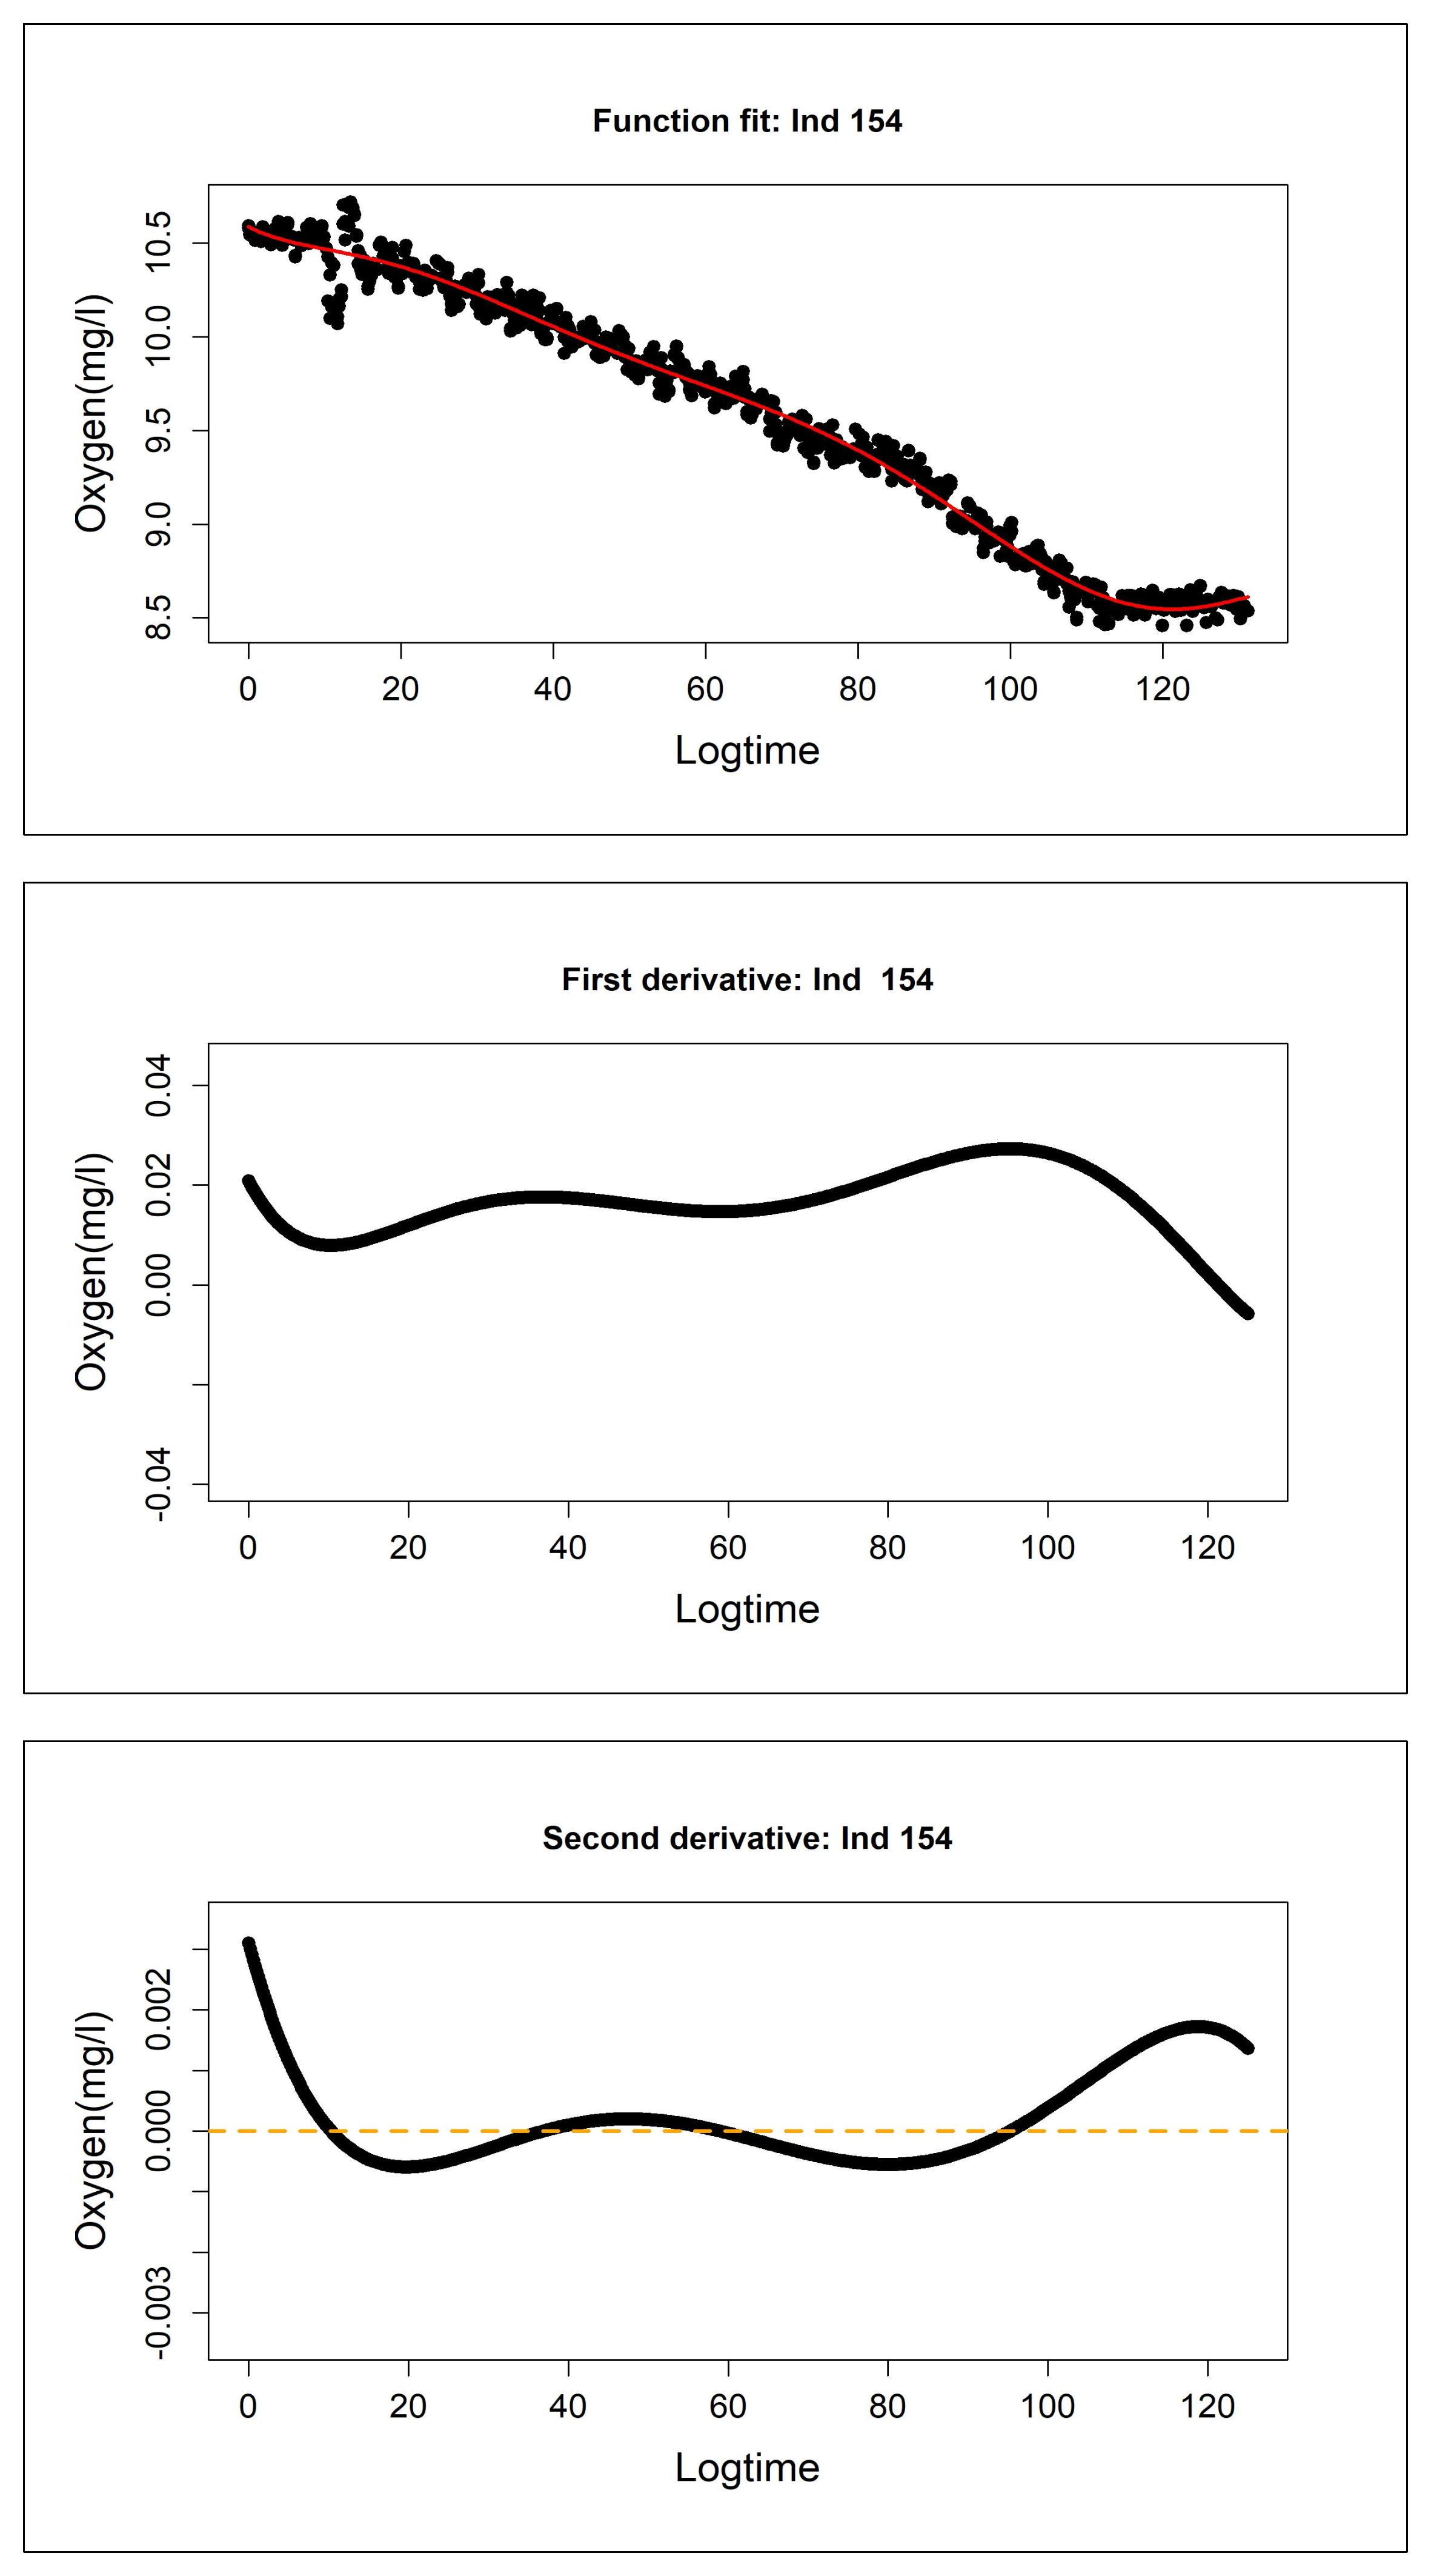 Function fit: Ind 154
Oxygen(mg/l)
10.5
10.0
9.5
9.0
8.5
0 20 40 60 80 100 120
Logtime
First derivative: Ind 154
Oxygen(mg/l)
0.04
0.02
0.00
-0.04
0 20 40 60 80 100 120
Logtime
Second derivative: Ind 154
Oxygen(mg/l)
0.002
0.000
-0.003
0 20 40 60 80 100 120
Logtime